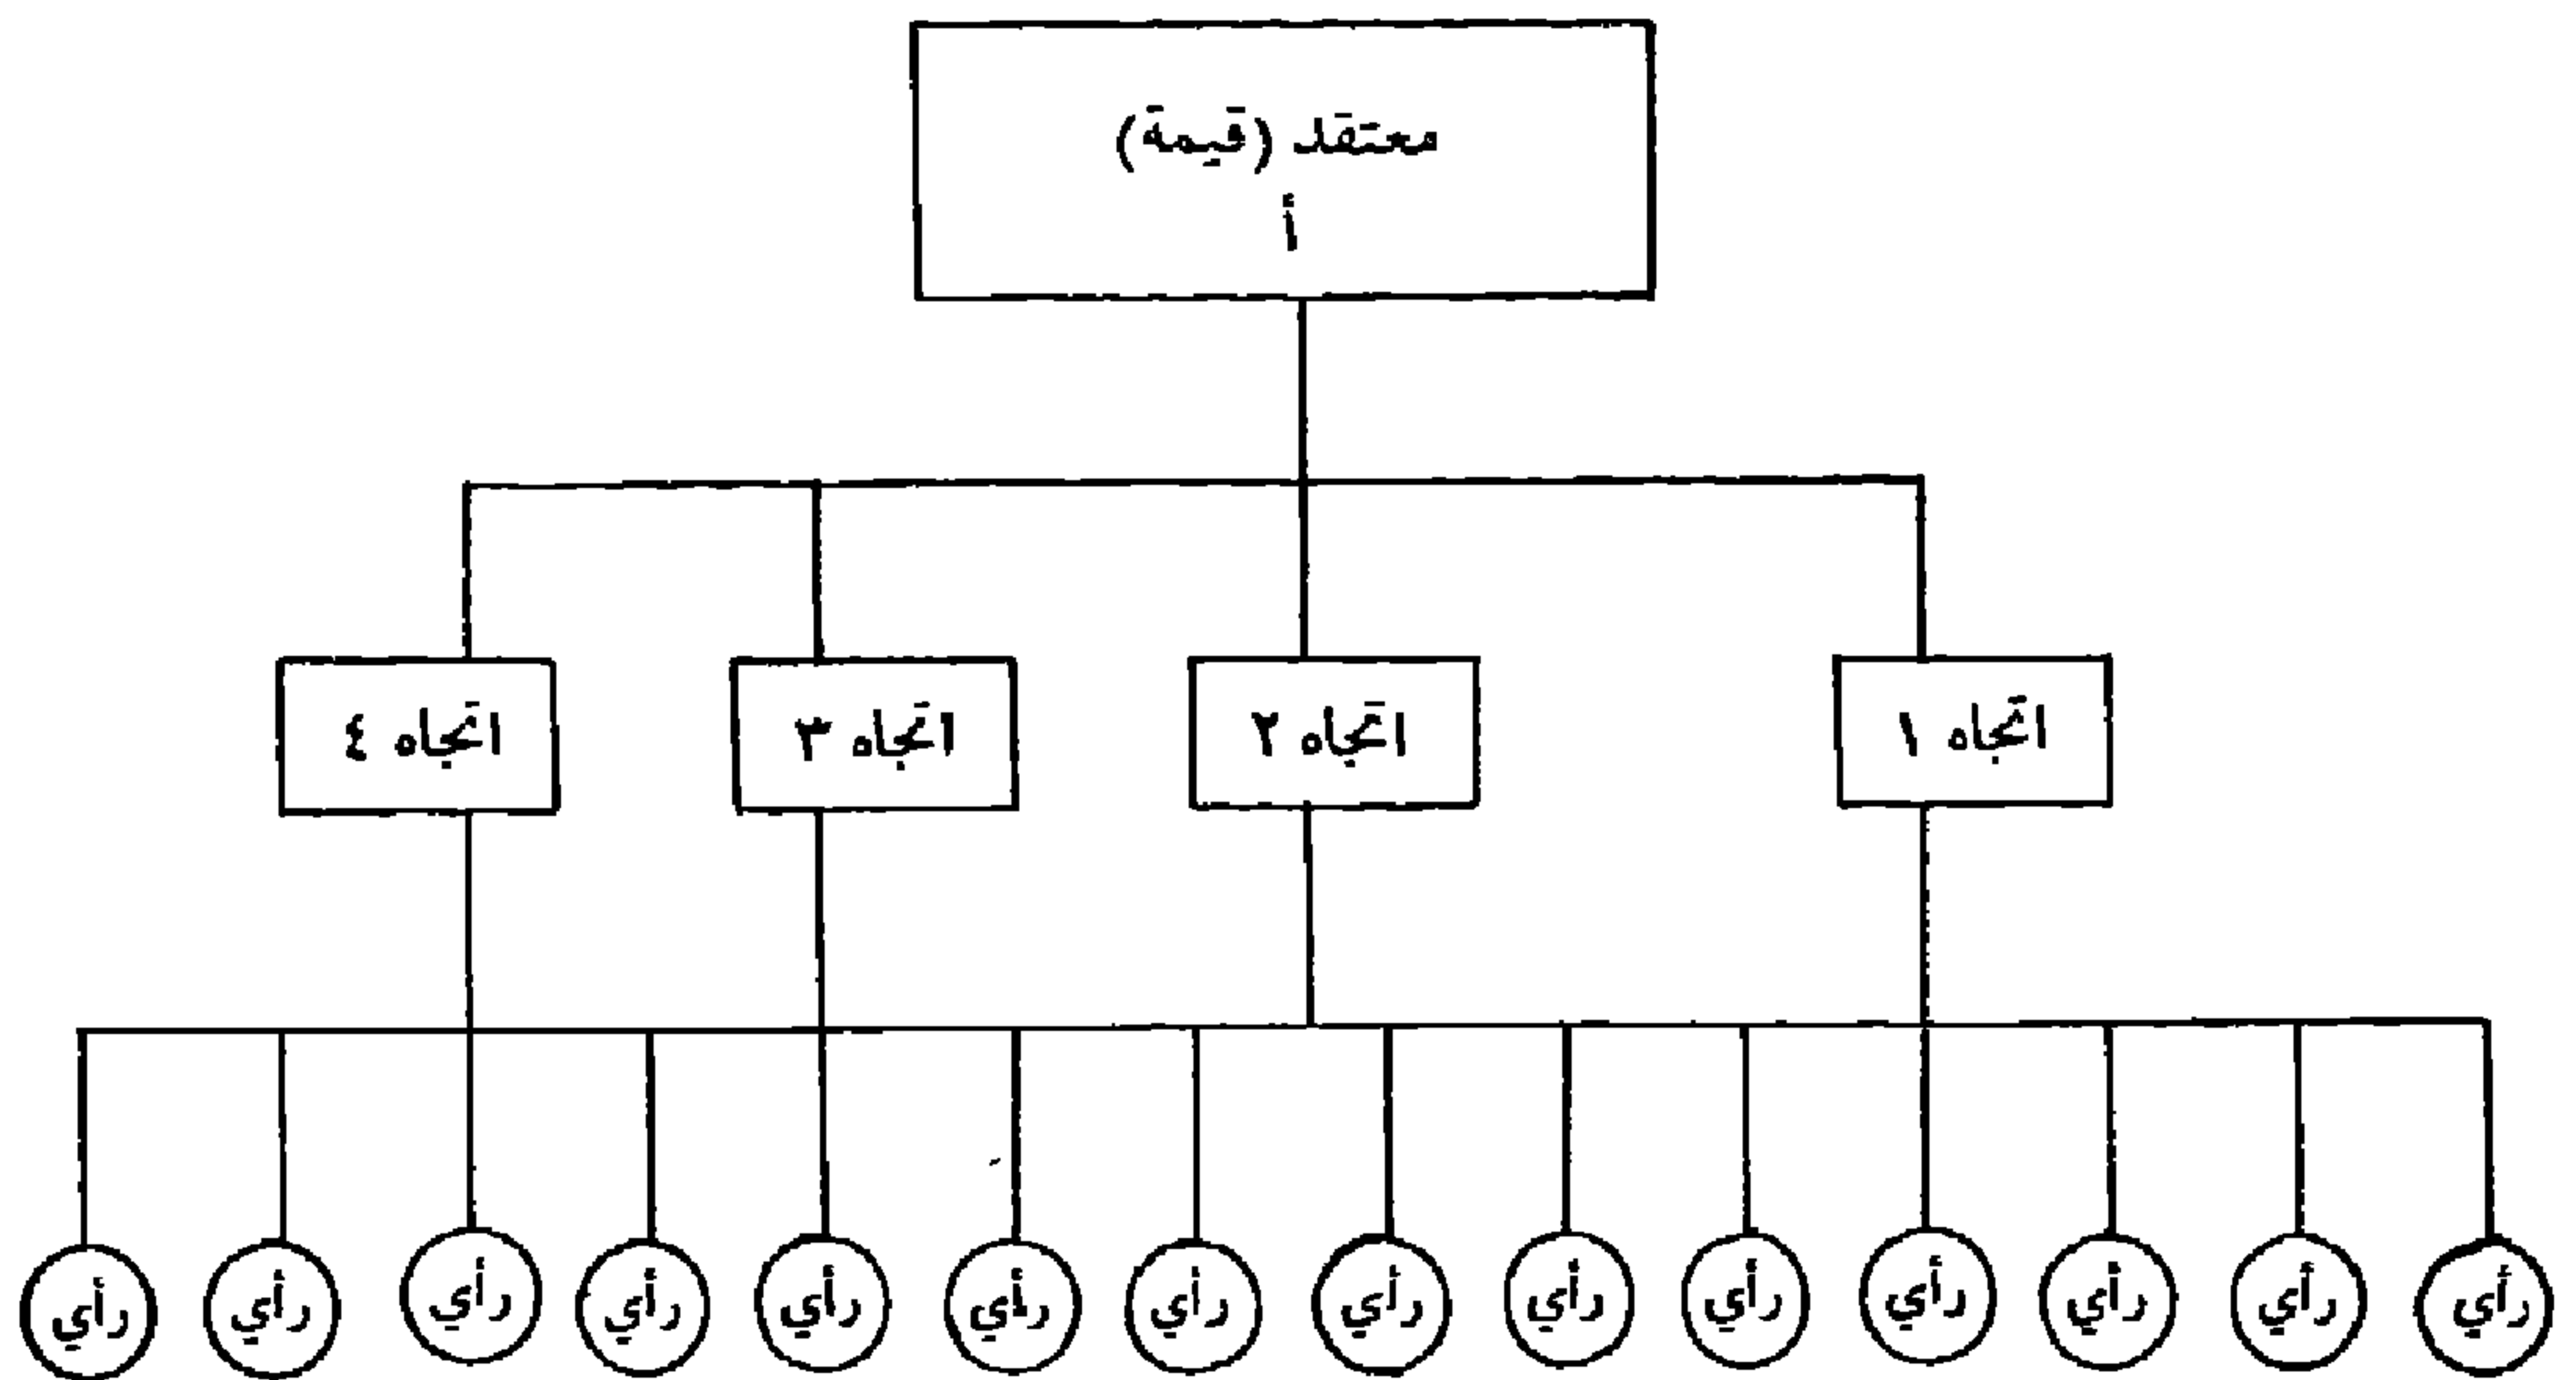 معتقد (قيمة)
أ
اتجاه ١
اتجاه ٢
اتجاه ٣
اتجاه ٤
رأي
رأي
رأي
رأي
رأي
رأي
رأي
رأي
رأي
رأي
رأي
رأي
رأي
رأي